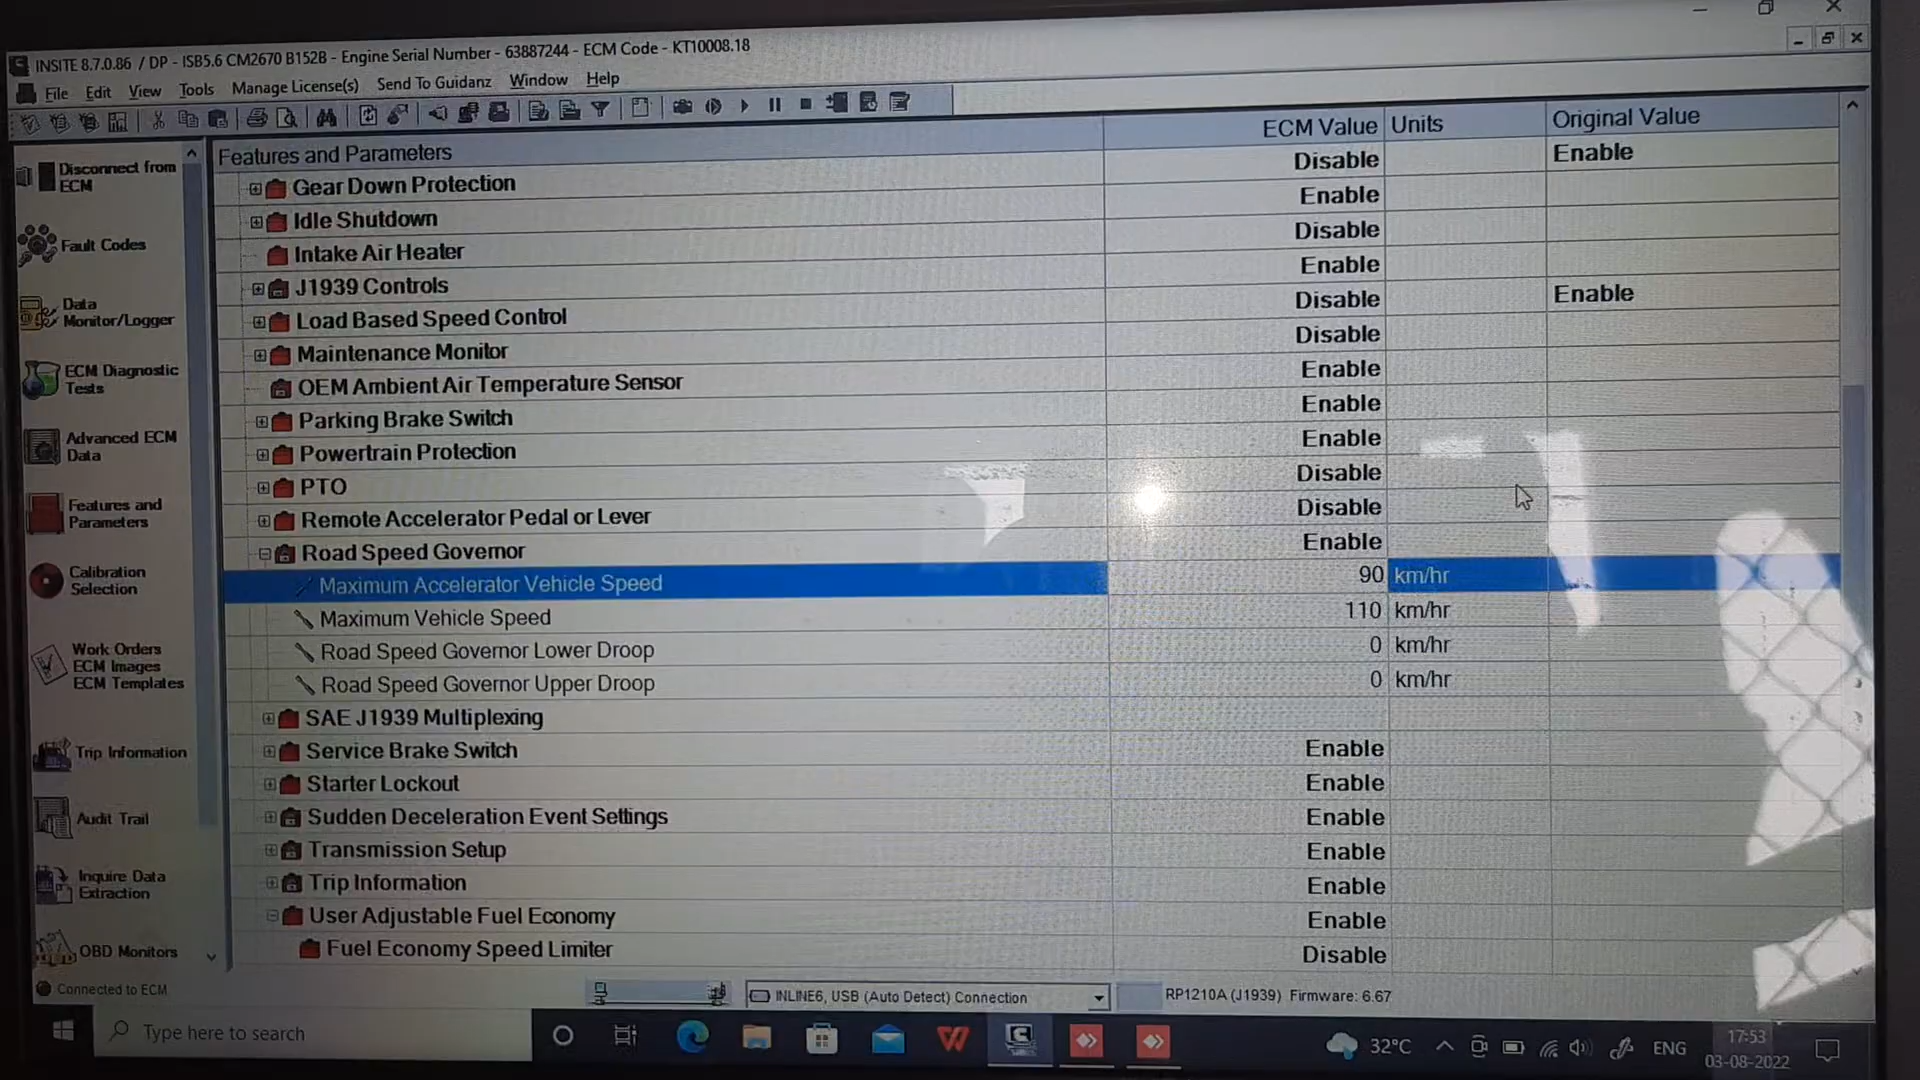 INSITE 8.7.0.86 / DP - ISB5.6 CM2670 B152B - Engine Serial Number - 63887244 - ECM Code - KT10008.18
File Edit View Tools Manage License(s) Send To Guidanz Window Help
Features and Parameters ECM Value Units Original Value
Disable Enable
Gear Down Protection Enable
Idle Shutdown Disable
Intake Air Heater Enable
J1939 Controls Disable Enable
Load Based Speed Control Disable
Maintenance Monitor Enable
OEM Ambient Air Temperature Sensor Enable
Parking Brake Switch Enable
Powertrain Protection Disable
PTO Disable
Remote Accelerator Pedal or Lever Enable
Road Speed Governor
Maximum Accelerator Vehicle Speed 90 km/hr
Maximum Vehicle Speed 110 km/hr
Road Speed Governor Lower Droop 0 km/hr
Road Speed Governor Upper Droop 0 km/hr
SAE J1939 Multiplexing
Service Brake Switch Enable
Starter Lockout Enable
Sudden Deceleration Event Settings Enable
Transmission Setup Enable
Trip Information Enable
User Adjustable Fuel Economy Enable
Fuel Economy Speed Limiter Disable
Disconnect from
ECM
Fault Codes
Data
Monitor/Logger
ECM Diagnostic
Tests
Advanced ECM
Data
Features and
Parameters
Calibration
Selection
Work Orders
ECM Images
ECM Templates
Trip Information
Audit Trail
Inquire Data
Extraction
OBD Monitors
Connected to ECM
INLINE6, USB (Auto Detect) Connection
RP1210A (J1939) Firmware: 6.67
Type here to search
32°C
ENG
17:53
03-08-2022